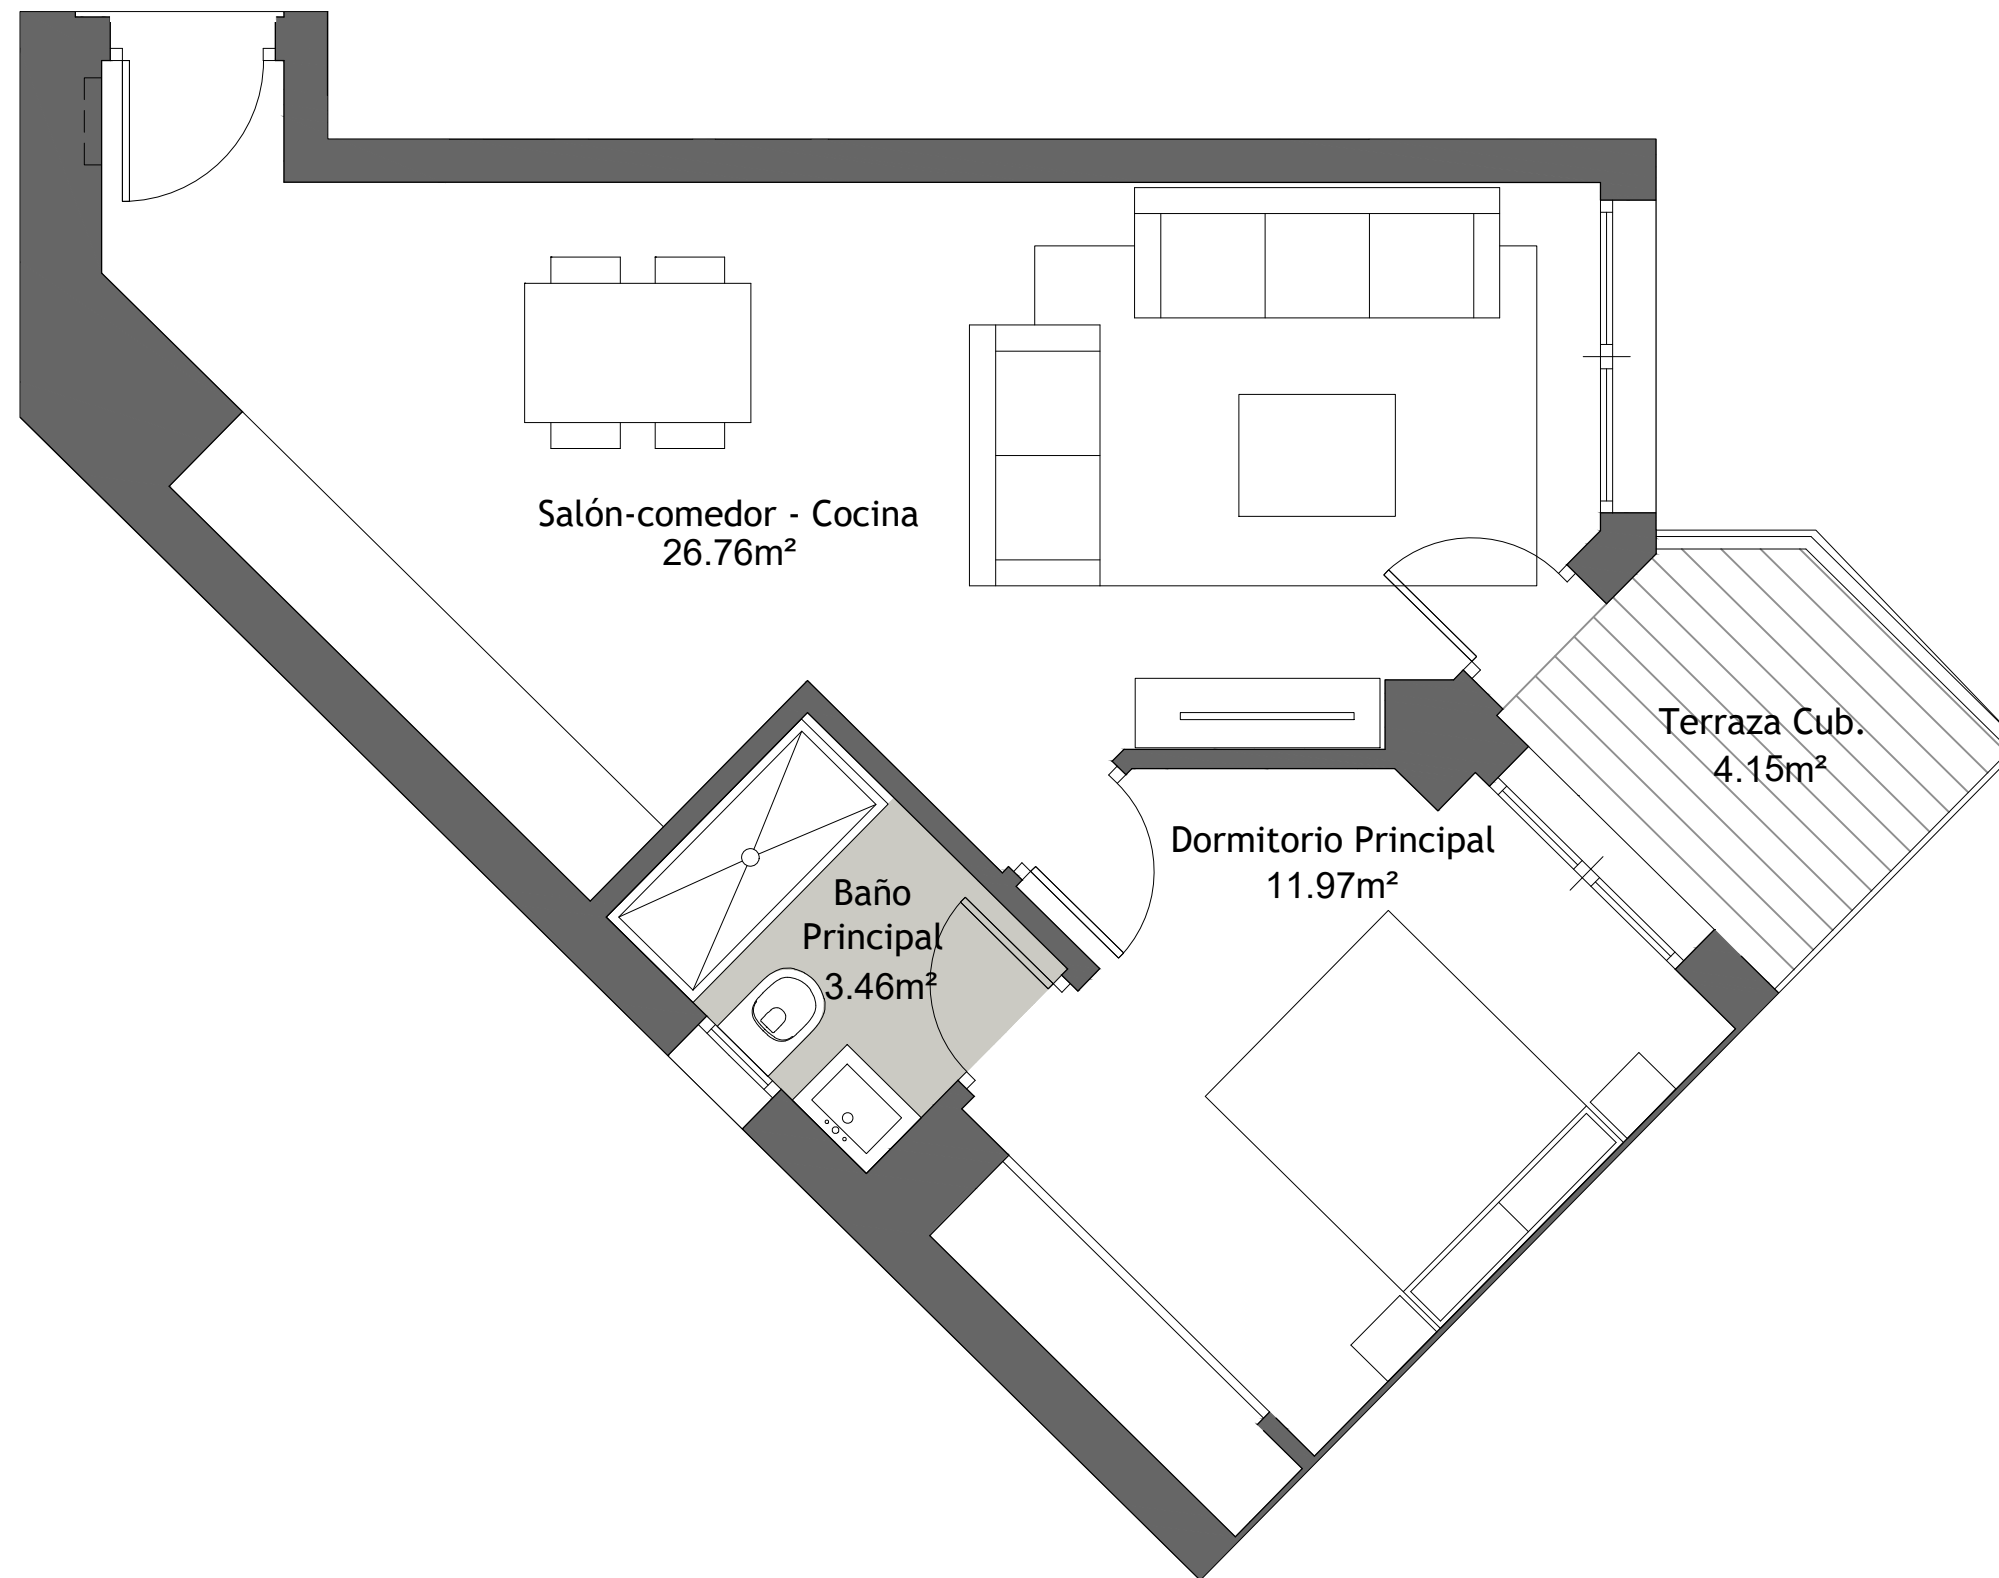 Salón-comedor - Cocina
26.76m²
Terraza Cub.
4.15m²
Dormitorio Principal
11.97m²
Baño
Principal
3.46m²